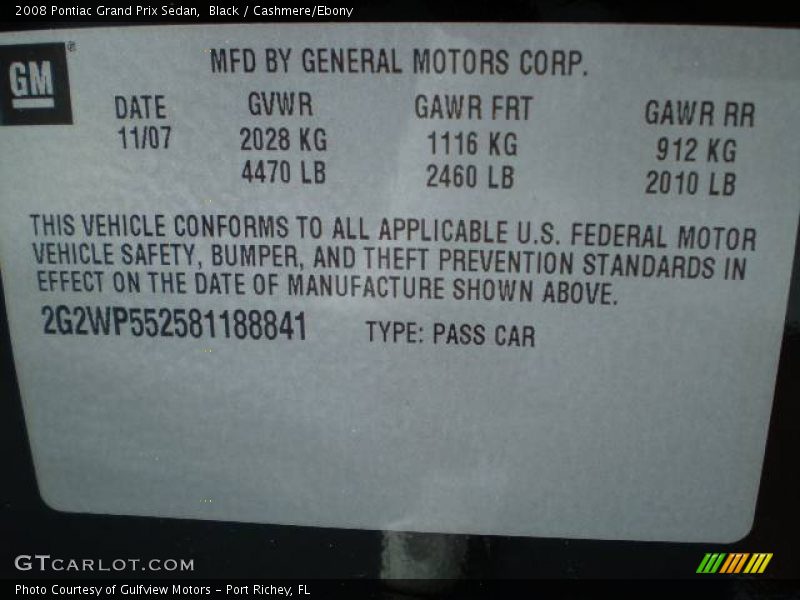 2008 Pontiac Grand Prix Sedan,  Black / Cashmere/Ebony
GM®
MFD BY GENERAL MOTORS CORP.
DATE GVWR GAWR FRT GAWR RR
11/07 2028 KG 1116 KG 912 KG
4470 LB 2460 LB 2010 LB
THIS VEHICLE CONFORMS TO ALL APPLICABLE U.S. FEDERAL MOTOR
VEHICLE SAFETY, BUMPER, AND THEFT PREVENTION STANDARDS IN
EFFECT ON THE DATE OF MANUFACTURE SHOWN ABOVE.
2G2WP552581188841 TYPE: PASS CAR
GTCARLOT.COM
Photo Courtesy of Gulfview Motors - Port Richey, FL